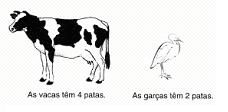 As vacas têm 4 patas.
As garças têm 2 patas.